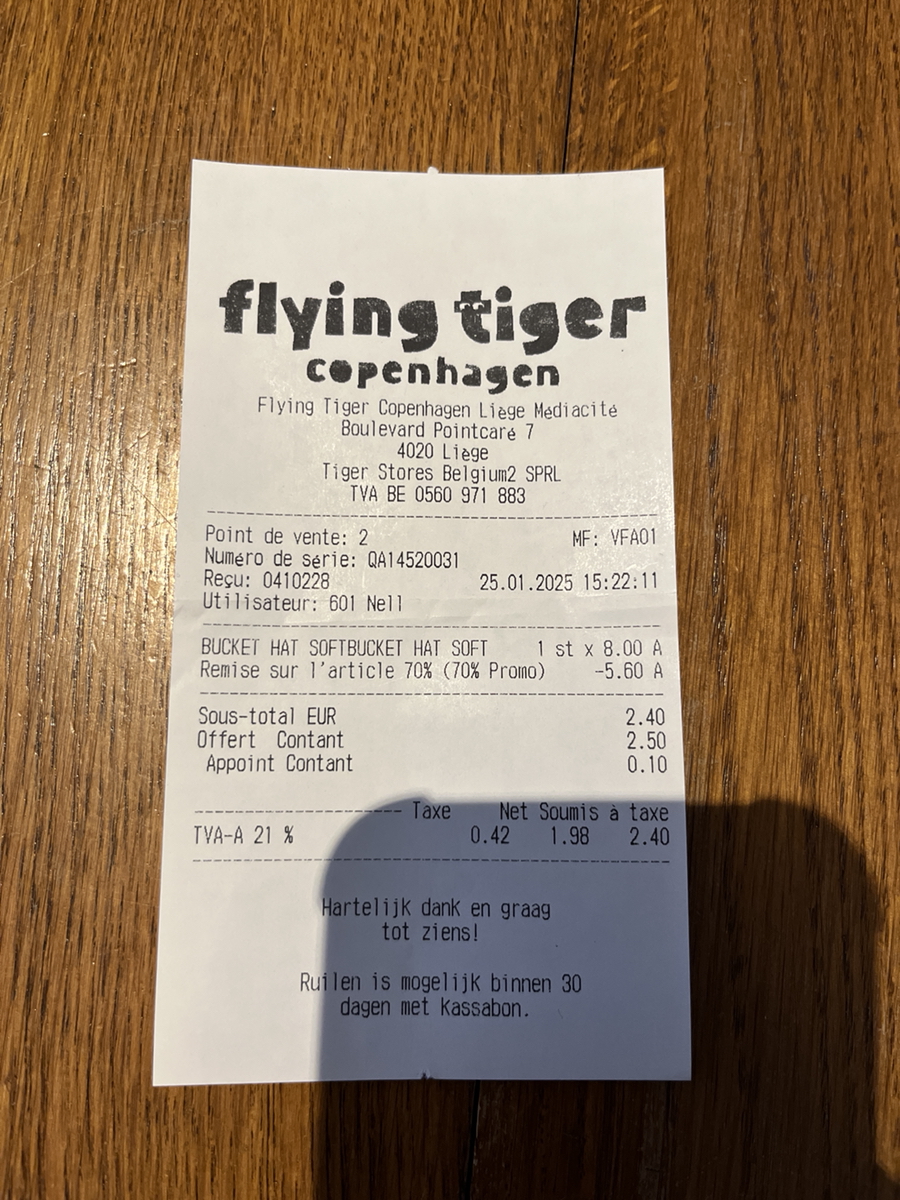 flying tiger
copenhagen
Flying Tiger Copenhagen Liège Médiacité
Boulevard Pointcaré 7
4020 Liège
Tiger Stores Belgium2 SPRL
TVA BE 0560 971 883
Point de vente: 2 MF: VFA01
Numéro de série: QA14520031
Reçu: 0410228 25.01.2025 15:22:11
Utilisateur: 601 Nell
BUCKET HAT SOFTBUCKET HAT SOFT 1 st x 8.00 A
Remise sur l'article 70% (70% Promo) -5.60 A
Sous-total EUR 2.40
Offert Contant 2.50
Appoint Contant 0.10
Taxe Net Soumis à taxe
TVA-A 21 % 0.42 1.98 2.40
Hartelijk dank en graag
tot ziens!
Ruilen is mogelijk binnen 30
dagen met kassabon.